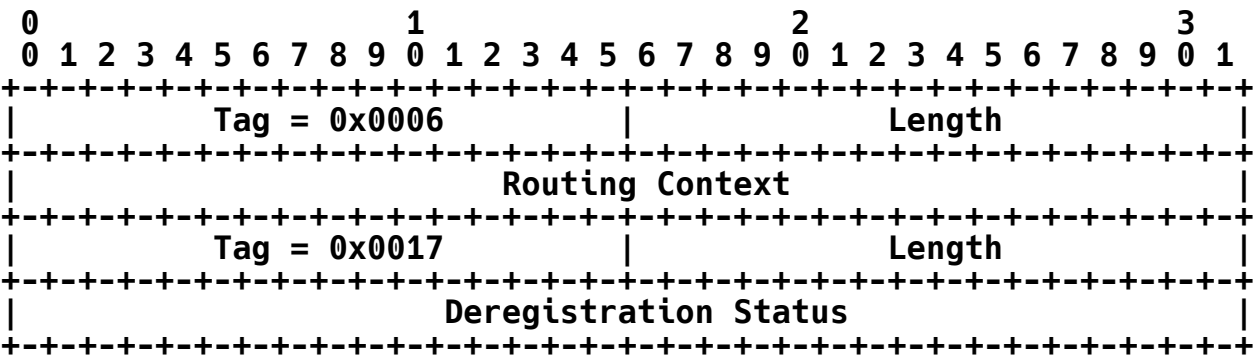 0                   1                   2                   3
 0 1 2 3 4 5 6 7 8 9 0 1 2 3 4 5 6 7 8 9 0 1 2 3 4 5 6 7 8 9 0 1
+-+-+-+-+-+-+-+-+-+-+-+-+-+-+-+-+-+-+-+-+-+-+-+-+-+-+-+-+-+-+-+-+
|          Tag = 0x0006         |             Length            |
+-+-+-+-+-+-+-+-+-+-+-+-+-+-+-+-+-+-+-+-+-+-+-+-+-+-+-+-+-+-+-+-+
|                         Routing Context                       |
+-+-+-+-+-+-+-+-+-+-+-+-+-+-+-+-+-+-+-+-+-+-+-+-+-+-+-+-+-+-+-+-+
|          Tag = 0x0017         |             Length            |
+-+-+-+-+-+-+-+-+-+-+-+-+-+-+-+-+-+-+-+-+-+-+-+-+-+-+-+-+-+-+-+-+
|                      Deregistration Status                    |
+-+-+-+-+-+-+-+-+-+-+-+-+-+-+-+-+-+-+-+-+-+-+-+-+-+-+-+-+-+-+-+-+